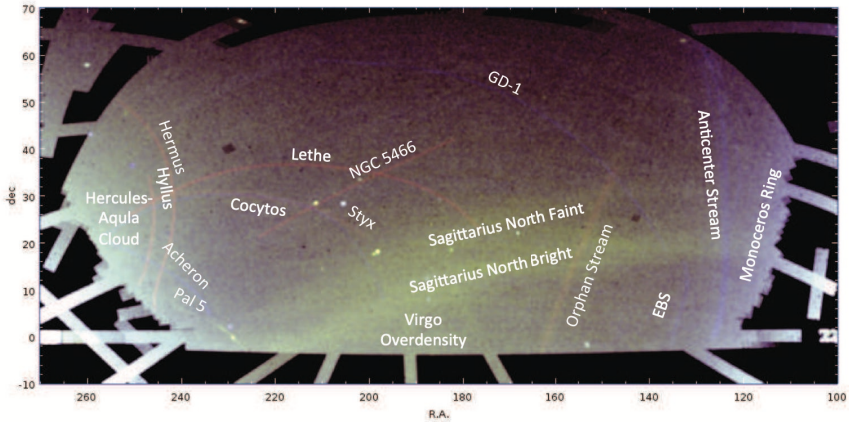 70
60
50
40
30
20
10
0
-10
dec
GD-1
Hermus
Lethe
NGC 5466
Anticenter Stream
Hyllus
Hercules-
Aqula
Cloud
Cocytos
Styx
Monoceros Ring
Sagittarius North Faint
Acheron
Sagittarius North Bright
Orphan Stream
Pal 5
EBS
Virgo
Overdensity
260
240
220
200
180
160
140
120
100
R.A.